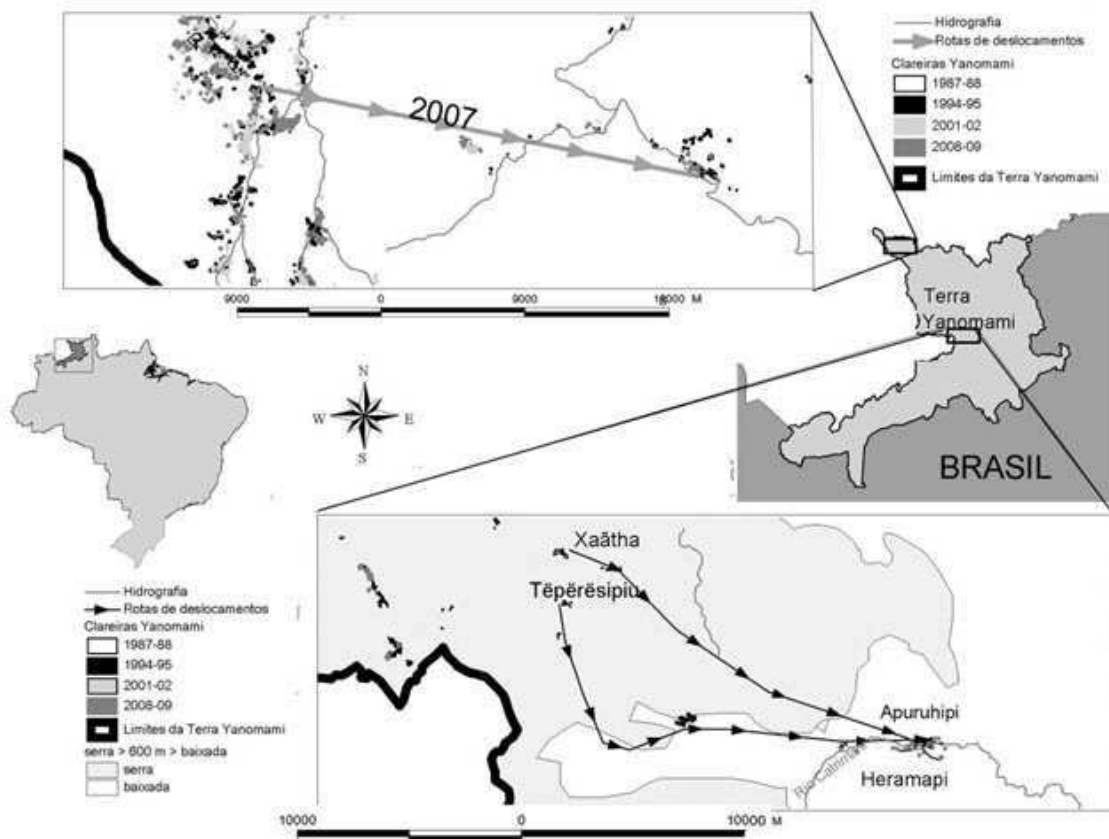 2007
9000 0 9000 18000 M
Hidrografia
Rotas de deslocamentos
Clareiras Yanomami
1987-88
1994-95
2001-02
2008-09
Limites da Terra Yanomami
Terra
Yanomami
BRASIL
N
W E
S
Hidrografia
Rotas de deslocamentos
Clareiras Yanomami
1987-88
1994-95
2001-02
2008-09
Limites da Terra Yanomami
serra > 600 m > baixada
serra
baixada
Xaãtha
Tëpërësipiu
Apuruhipi
Heramapi
Rio
10000 0 10000 M